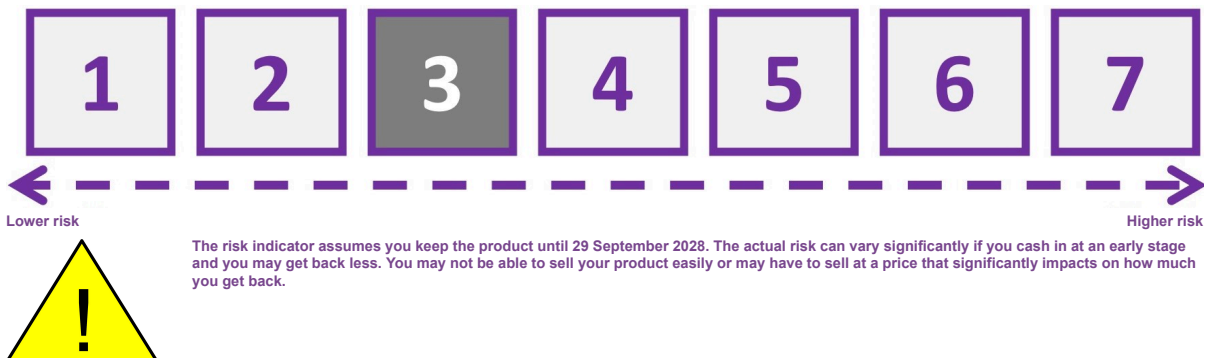 1 2 3 4 5 6 7
Lower risk Higher risk
The risk indicator assumes you keep the product until 29 September 2028. The actual risk can vary significantly if you cash in at an early stage
and you may get back less. You may not be able to sell your product easily or may have to sell at a price that significantly impacts on how much
you get back.
!